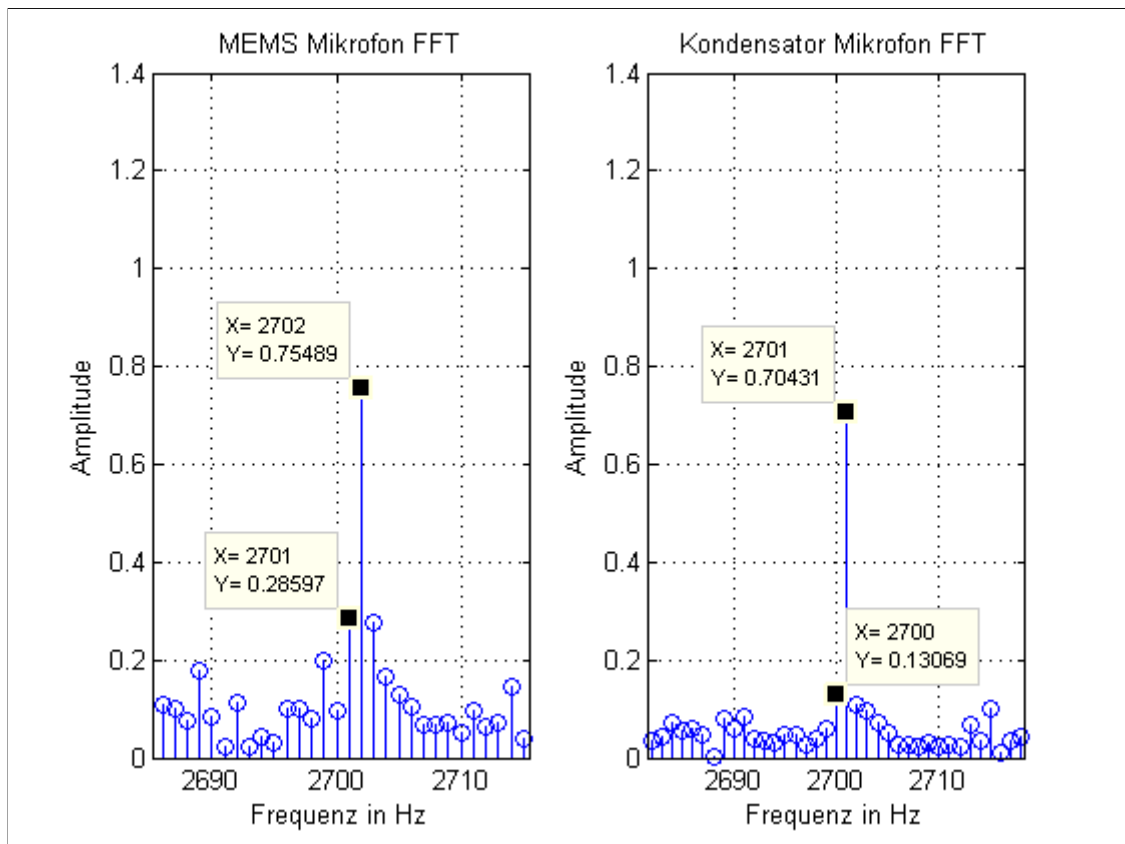 MEMS Mikrofon FFT
1.4
1.2
1
0.8
0.6
0.4
0.2
0
Amplitude
X= 2702
Y= 0.75489
X= 2701
Y= 0.28597
2690
2700
2710
Frequenz in Hz
Kondensator Mikrofon FFT
1.4
1.2
1
0.8
0.6
0.4
0.2
0
Amplitude
X= 2701
Y= 0.70431
X= 2700
Y= 0.13069
2690
2700
2710
Frequenz in Hz